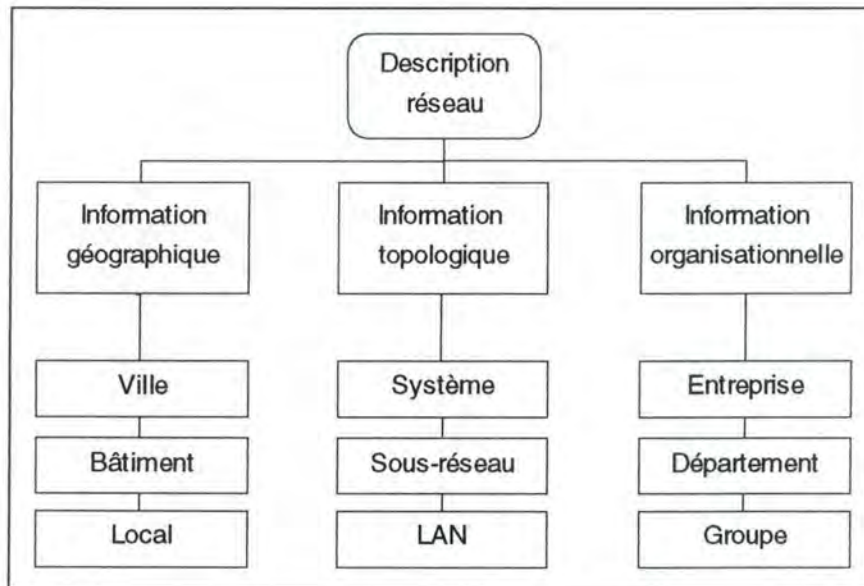 Description
réseau
Information
géographique
Information
topologique
Information
organisationnelle
Ville
Système
Entreprise
Bâtiment
Sous-réseau
Département
Local
LAN
Groupe